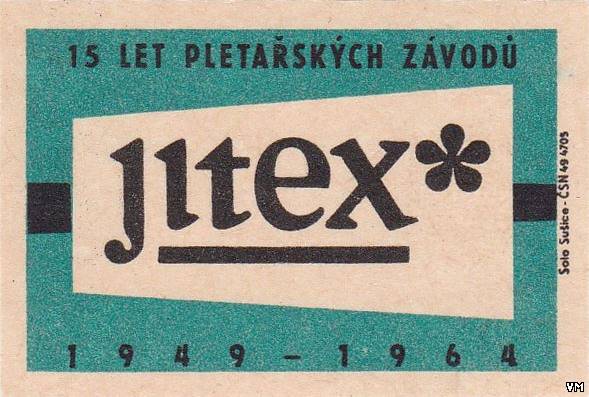 15 LET PLETAŘSKÝCH ZÁVODŮ
jitex*
1949-1964
Solo Sušice - ČSN 49 4705
VM